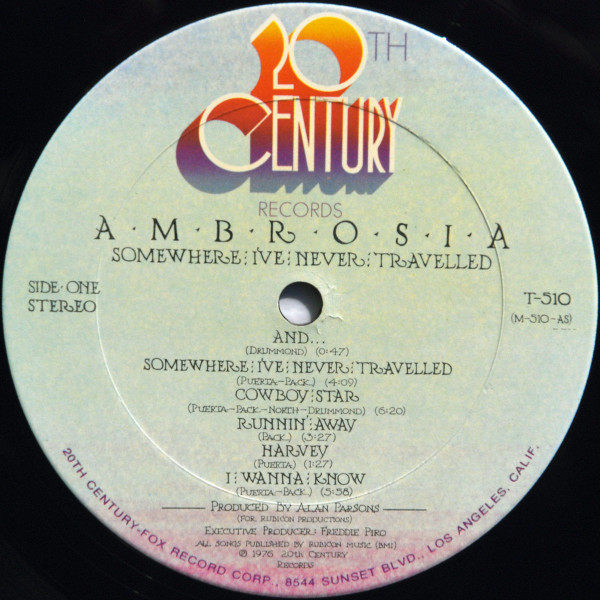 20TH
CENTURY
RECORDS
A·M·B·R·O·S·I·A
SOMEWHERE I'VE NEVER TRAVELLED
SIDE·ONE
STEREO
T-510
(M-510-AS)
AND...
(DRUMMOND) (0:47)
SOMEWHERE I'VE NEVER TRAVELLED
(PUERTA-PACK.) (4:09)
COWBOY STAR
(PUERTA-PACK-NORTH-DRUMMOND) (6:20)
RUNNIN' AWAY
(PACK.) (3:27)
HARVEY
(PUERTA) (1:27)
I WANNA KNOW
(PUERTA-PACK.) (5:58)
PRODUCED BY ALAN PARSONS
(FOR RUBICON PRODUCTIONS)
EXECUTIVE PRODUCER: FREDDIE PIRO
ALL SONGS PUBLISHED BY RUBICON MUSIC (BMI)
℗ 1976 20TH CENTURY
RECORDS
20TH CENTURY-FOX RECORD CORP., 8544 SUNSET BLVD., LOS ANGELES, CALIF.